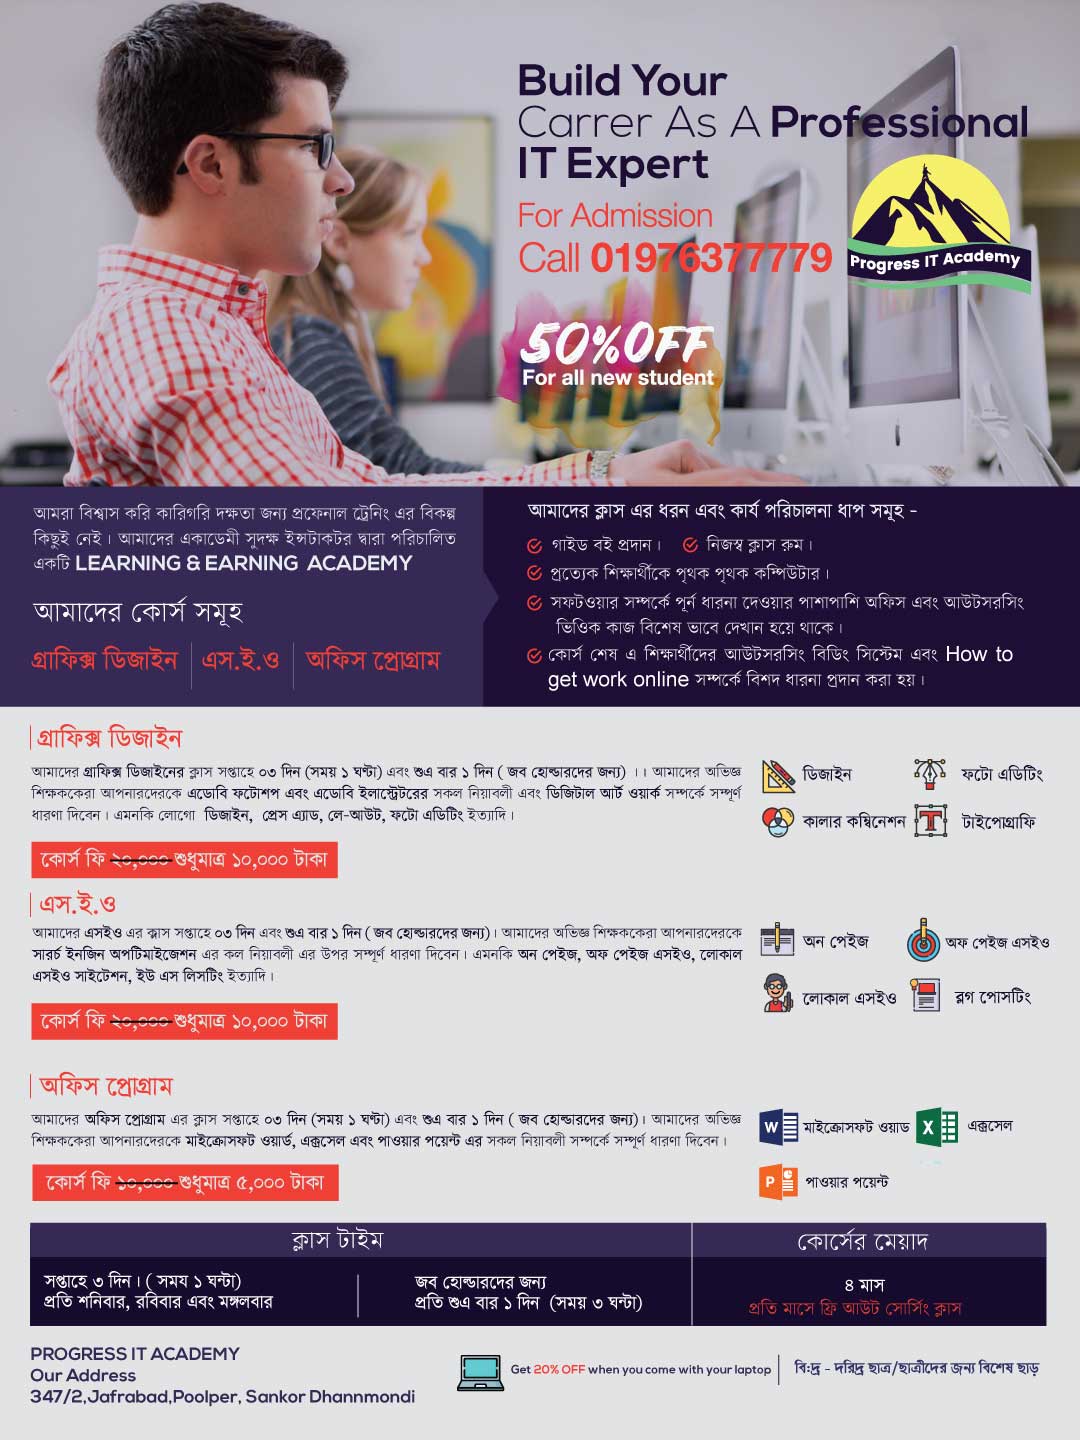 Build Your
Carrer As A Professional
IT Expert
For Admission
Call 01976377779
Progress IT Academy
50%OFF
For all new student
আমরা বিশ্বাস করি কারিগরি দক্ষতা জন্য প্রফেনাল ট্রেনিং এর বিকল্প
কিছুই নেই। আমাদের একাডেমী সুদক্ষ ইন্সটাকটর দ্বারা পরিচালিত
একটি LEARNING & EARNING ACADEMY
আমাদের কোর্স সমূহ
গ্রাফিক্স ডিজাইন | এস.ই.ও | অফিস প্রোগ্রাম
আমাদের ক্লাস এর ধরন এবং কার্য পরিচালনা ধাপ সমূহ -
গাইড বই প্রদান। নিজস্ব ক্লাস রুম।
প্রত্যেক শিক্ষার্থীকে পৃথক পৃথক কম্পিউটার।
সফটওয়ার সম্পর্কে পূর্ন ধারনা দেওয়ার পাশাপাশি অফিস এবং আউটসরসিং
ভিওিক কাজ বিশেষ ভাবে দেখান হয়ে থাকে।
কোর্স শেষ এ শিক্ষার্থীদের আউটসরসিং বিডিং সিস্টেম এবং How to
get work online সম্পর্কে বিশদ ধারনা প্রদান করা হয়।
গ্রাফিক্স ডিজাইন
আমাদের গ্রাফিক্স ডিজাইনের ক্লাস সপ্তাহে ০৩ দিন (সময় ১ ঘন্টা) এবং শুএ বার ১ দিন ( জব হোল্ডারদের জন্য) ।। আমাদের অভিজ্ঞ
শিক্ষককেরা আপনারদেরকে এডোবি ফটোশপ এবং এডোবি ইলাস্ট্রেটরের সকল নিয়াবলী এবং ডিজিটাল আর্ট ওয়ার্ক সম্পর্কে সম্পূর্ণ
ধারণা দিবেন। এমনকি লোগো ডিজাইন, প্রেস এ্যাড, লে-আউট, ফটো এডিটিং ইত্যাদি।
ডিজাইন
ফটো এডিটিং
কালার কম্বিনেশন
টাইপোগ্রাফি
কোর্স ফি ২০,০০০ শুধুমাত্র ১০,০০০ টাকা
এস.ই.ও
আমাদের এসইও এর ক্লাস সপ্তাহে ০৩ দিন এবং শুএ বার ১ দিন ( জব হোল্ডারদের জন্য)। আমাদের অভিজ্ঞ শিক্ষককেরা আপনারদেরকে
সারর্চ ইনজিন অপটিমাইজেশন এর কল নিয়াবলী এর উপর সম্পূর্ণ ধারণা দিবেন। এমনকি অন পেইজ, অফ পেইজ এসইও, লোকাল
এসইও সাইটেশন, ইউ এস লিসটিং ইত্যাদি।
অন পেইজ
অফ পেইজ এসইও
লোকাল এসইও
ব্লগ পোসটিং
কোর্স ফি ২০,০০০ শুধুমাত্র ১০,০০০ টাকা
অফিস প্রোগ্রাম
আমাদের অফিস প্রোগ্রাম এর ক্লাস সপ্তাহে ০৩ দিন (সময় ১ ঘন্টা) এবং শুএ বার ১ দিন ( জব হোল্ডারদের জন্য)। আমাদের অভিজ্ঞ
শিক্ষককেরা আপনারদেরকে মাইক্রোসফট ওয়ার্ড, এক্সসেল এবং পাওয়ার পয়েন্ট এর সকল নিয়াবলী সম্পর্কে সম্পূর্ণ ধারণা দিবেন।
W মাইক্রোসফট ওয়াড
X এক্সসেল
P পাওয়ার পয়েন্ট
কোর্স ফি ১০,০০০ শুধুমাত্র ৫,০০০ টাকা
ক্লাস টাইম
কোর্সের মেয়াদ
সপ্তাহে ৩ দিন। ( সময ১ ঘন্টা)
প্রতি শনিবার, রবিবার এবং মঙ্গলবার
জব হোল্ডারদের জন্য
প্রতি শুএ বার ১ দিন (সময় ৩ ঘন্টা)
৪ মাস
প্রতি মাসে ফ্রি আউট সোর্সিং ক্লাস
PROGRESS IT ACADEMY
Our Address
347/2,Jafrabad,Poolper, Sankor Dhannmondi
Get 20% OFF when you come with your laptop
বি:দ্র - দরিদ্র ছাত্র/ছাত্রীদের জন্য বিশেষ ছাড়